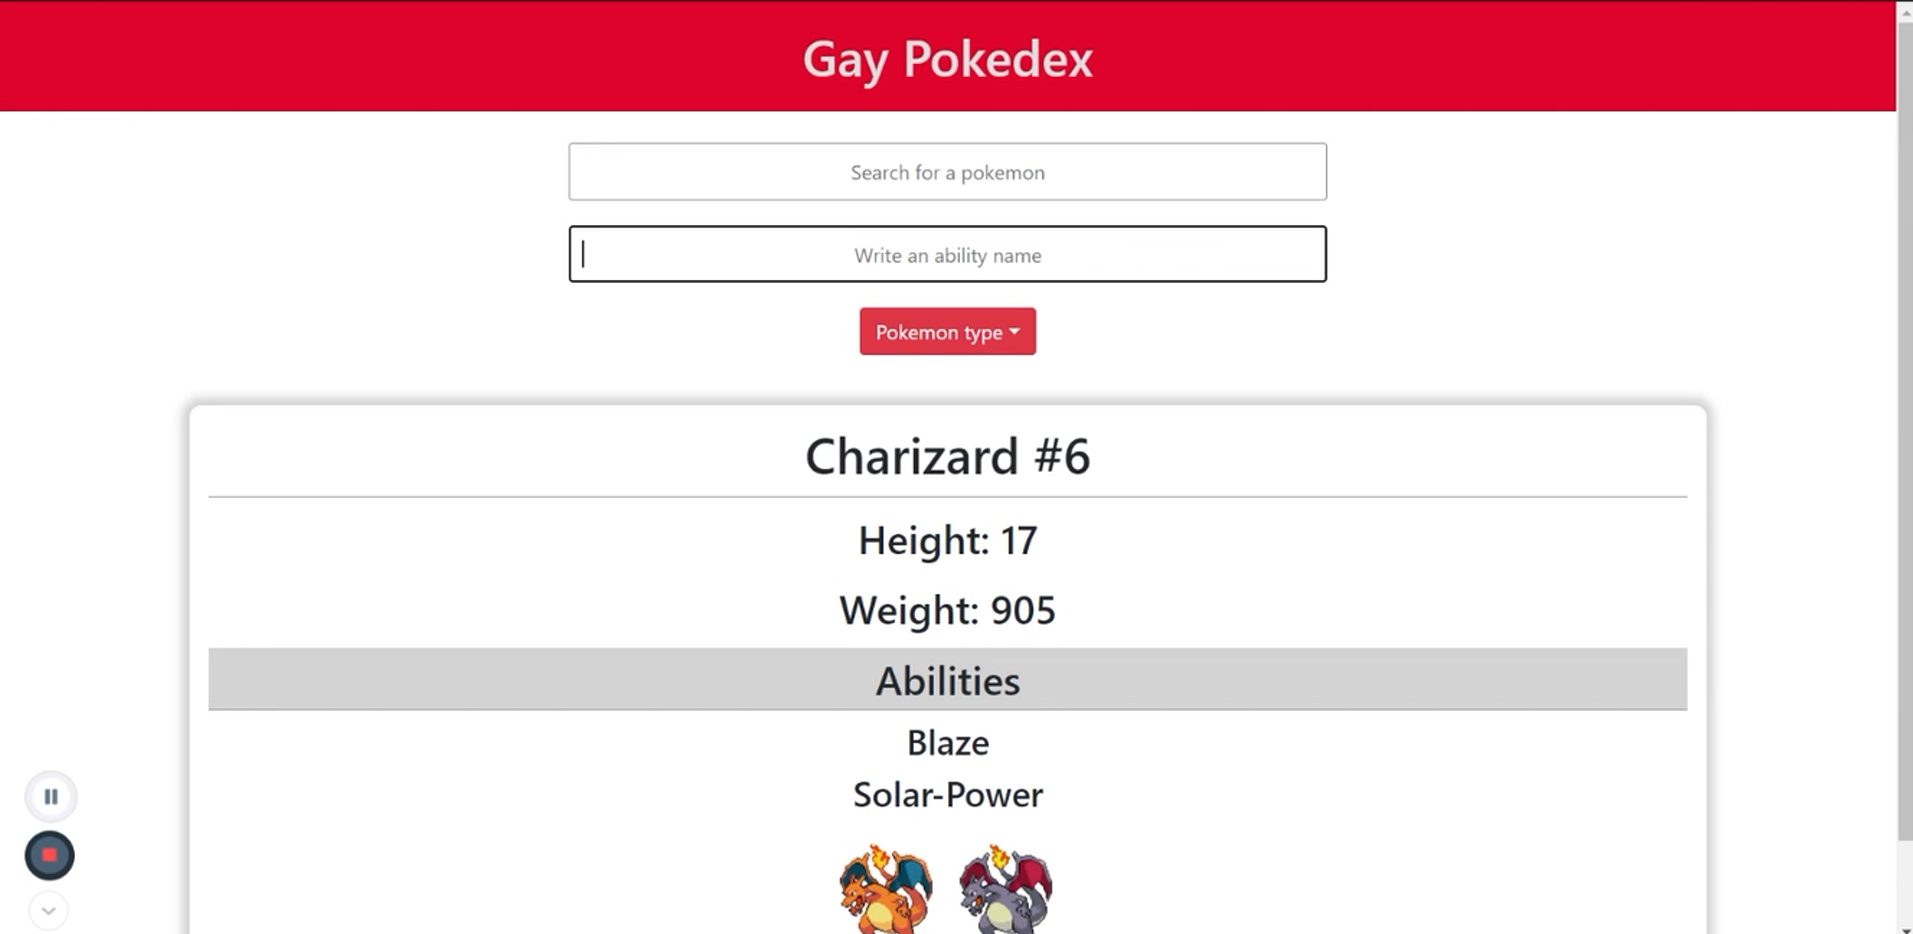 Gay Pokedex
Search for a pokemon
Write an ability name
Pokemon type
Charizard #6
Height: 17
Weight: 905
Abilities
Blaze
Solar-Power